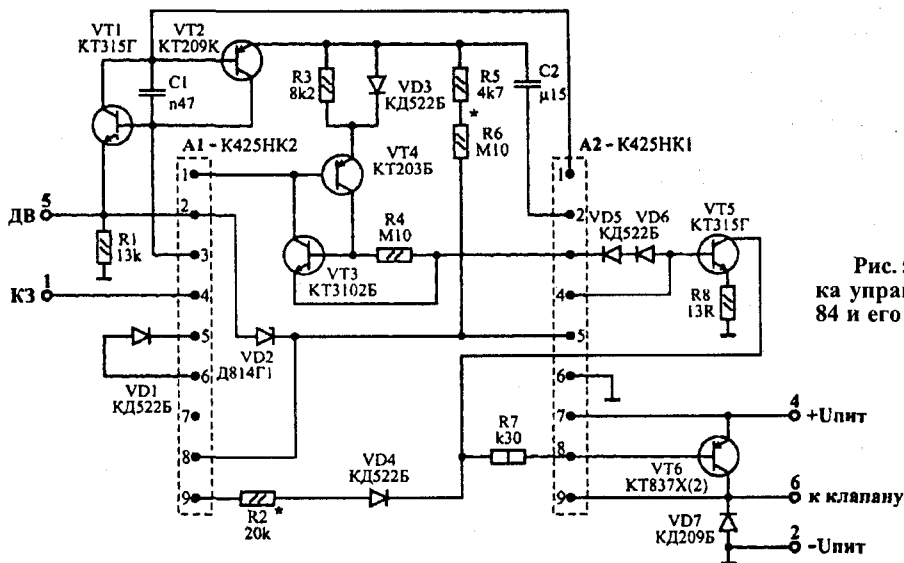 VT1
КТ315Г
VT2
КТ209К
C1
n47
R3
8k2
VD3
КД522Б
R5
4k7
*
R6
M10
C2
µ15
А1 - К425НК2
А2 - К425НК1
VT4
КТ203Б
R4
M10
VT3
КТ3102Б
VD5 VD6
КД522Б
VT5
КТ315Г
R8
13R
ДВ
5
R1
13k
КЗ
1
VD1
КД522Б
VD2
Д814Г1
1
2
3
4
5
6
7
8
9
R2
20k
*
VD4
КД522Б
R7
k30
1
2
4
5
6
7
8
9
VT6
КТ837Х(2)
VD7
КД209Б
4
+Uпит
6
к клапану
2
-Uпит
Рис.
ка упра
84 и его